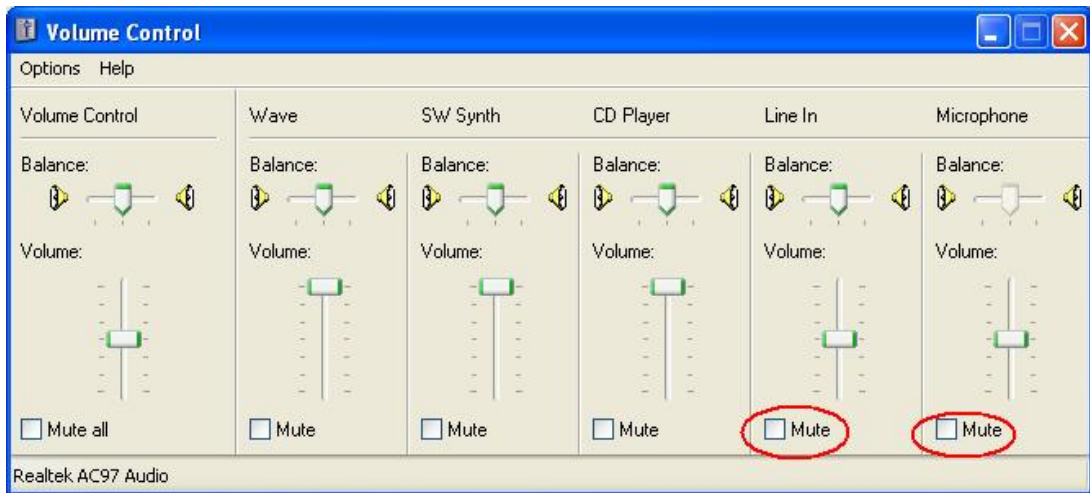 Volume Control
Options Help
Volume Control Wave SW Synth CD Player Line In Microphone
Balance: Balance: Balance: Balance: Balance: Balance:
Volume: Volume: Volume: Volume: Volume: Volume:
Mute all Mute Mute Mute Mute Mute
Realtek AC97 Audio